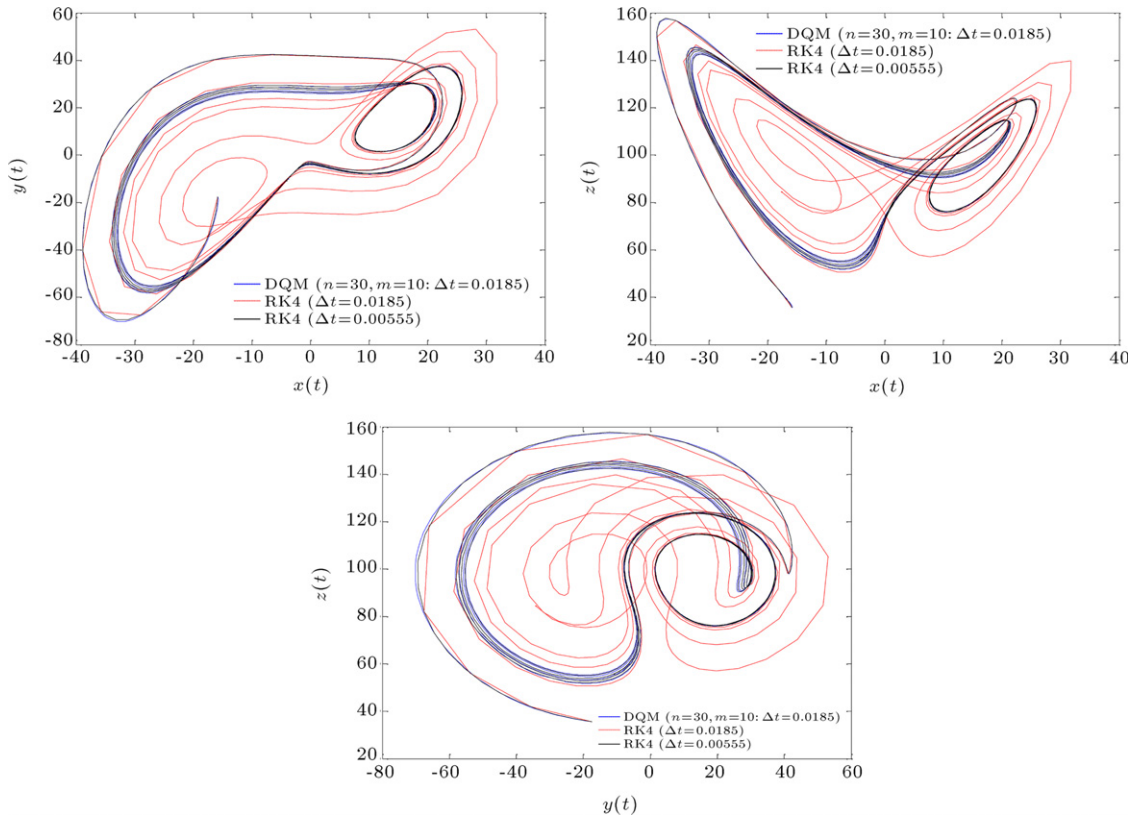 60
40
20
0
-20
-40
-60
-80
y(t)
-40 -30 -20 -10 0 10 20 30 40
x(t)
DQM (n=30, m=10: Δt=0.0185)
RK4 (Δt=0.0185)
RK4 (Δt=0.00555)
160
140
120
100
80
60
40
20
z(t)
-40 -30 -20 -10 0 10 20 30 40
x(t)
DQM (n=30, m=10: Δt=0.0185)
RK4 (Δt=0.0185)
RK4 (Δt=0.00555)
160
140
120
100
80
60
40
20
z(t)
-80 -60 -40 -20 0 20 40 60
y(t)
DQM (n=30, m=10: Δt=0.0185)
RK4 (Δt=0.0185)
RK4 (Δt=0.00555)